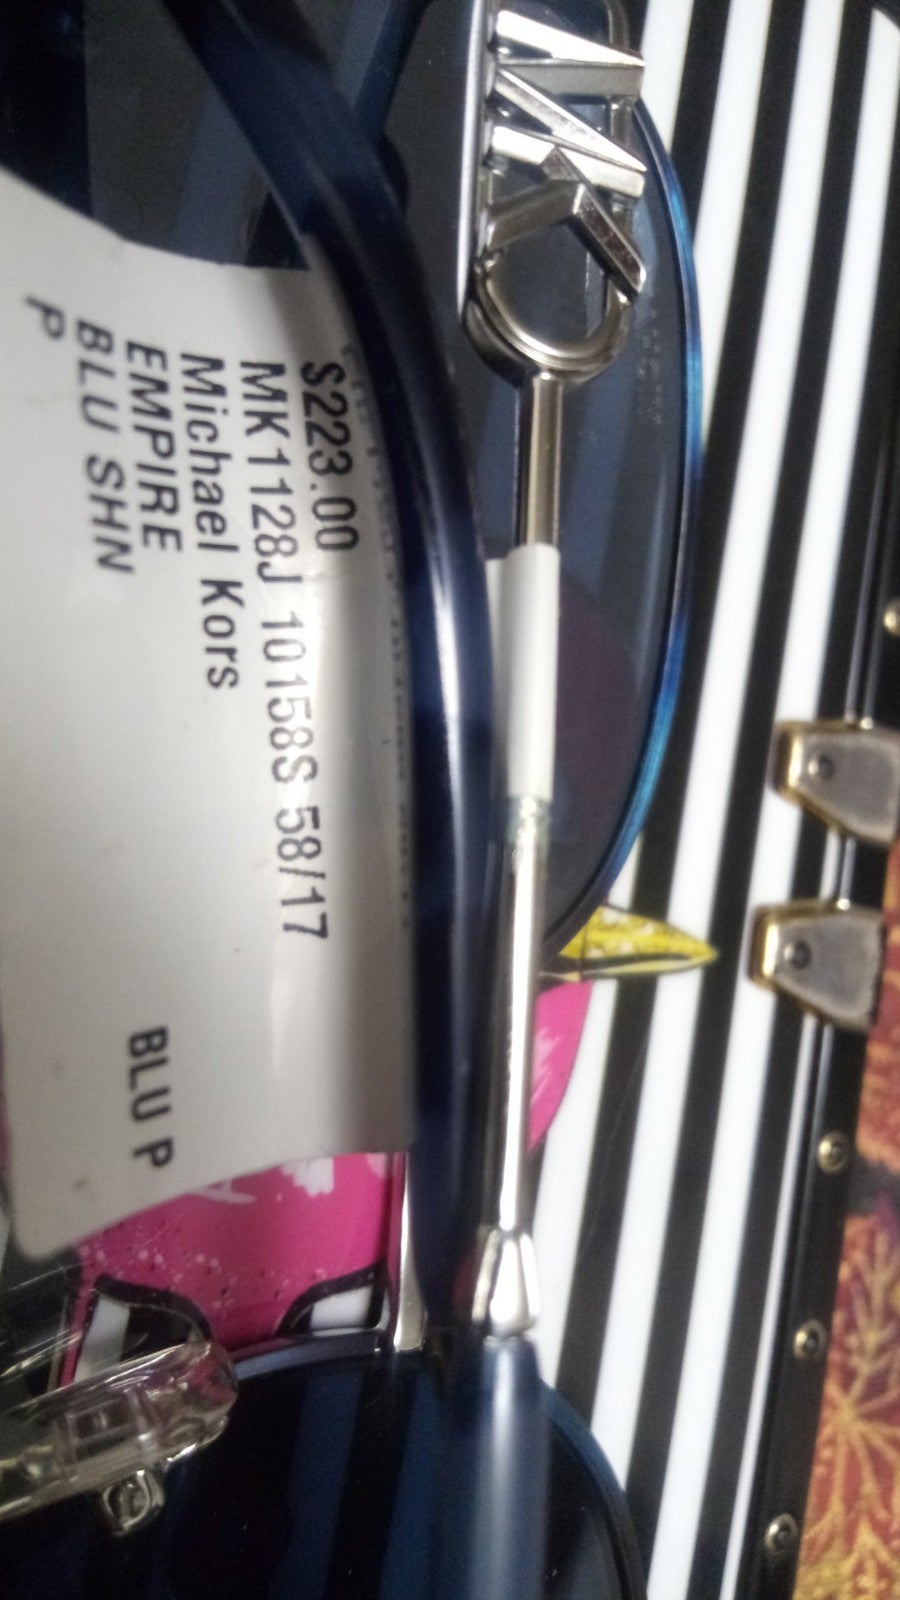 MK
$223.00
MK1128J 10158S 58/17
Michael Kors
EMPIRE
BLU SHN
P
BLU P